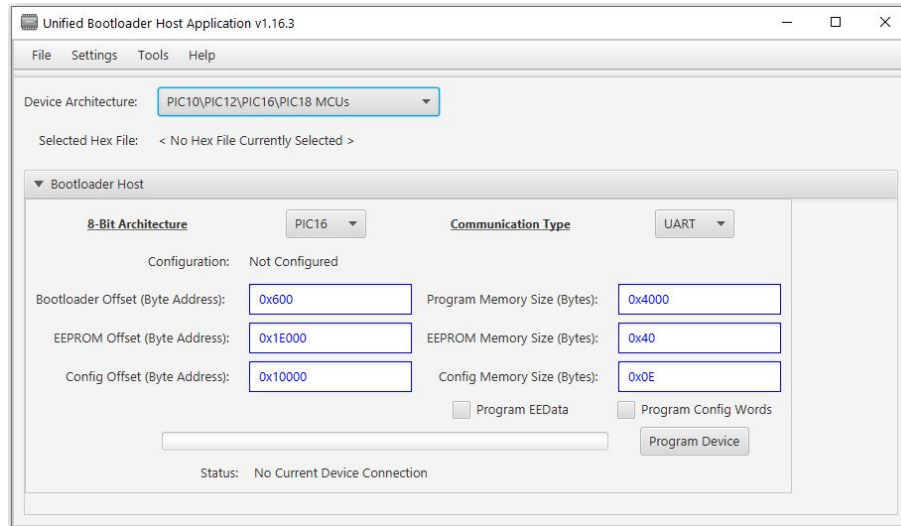 Unified Bootloader Host Application v1.16.3
File Settings Tools Help
Device Architecture: PIC10\PIC12\PIC16\PIC18 MCUs
Selected Hex File: < No Hex File Currently Selected >
Bootloader Host
8-Bit Architecture PIC16 Communication Type UART
Configuration: Not Configured
Bootloader Offset (Byte Address): 0x600 Program Memory Size (Bytes): 0x4000
EEPROM Offset (Byte Address): 0x1E000 EEPROM Memory Size (Bytes): 0x40
Config Offset (Byte Address): 0x10000 Config Memory Size (Bytes): 0x0E
Program EEData Program Config Words
Program Device
Status: No Current Device Connection